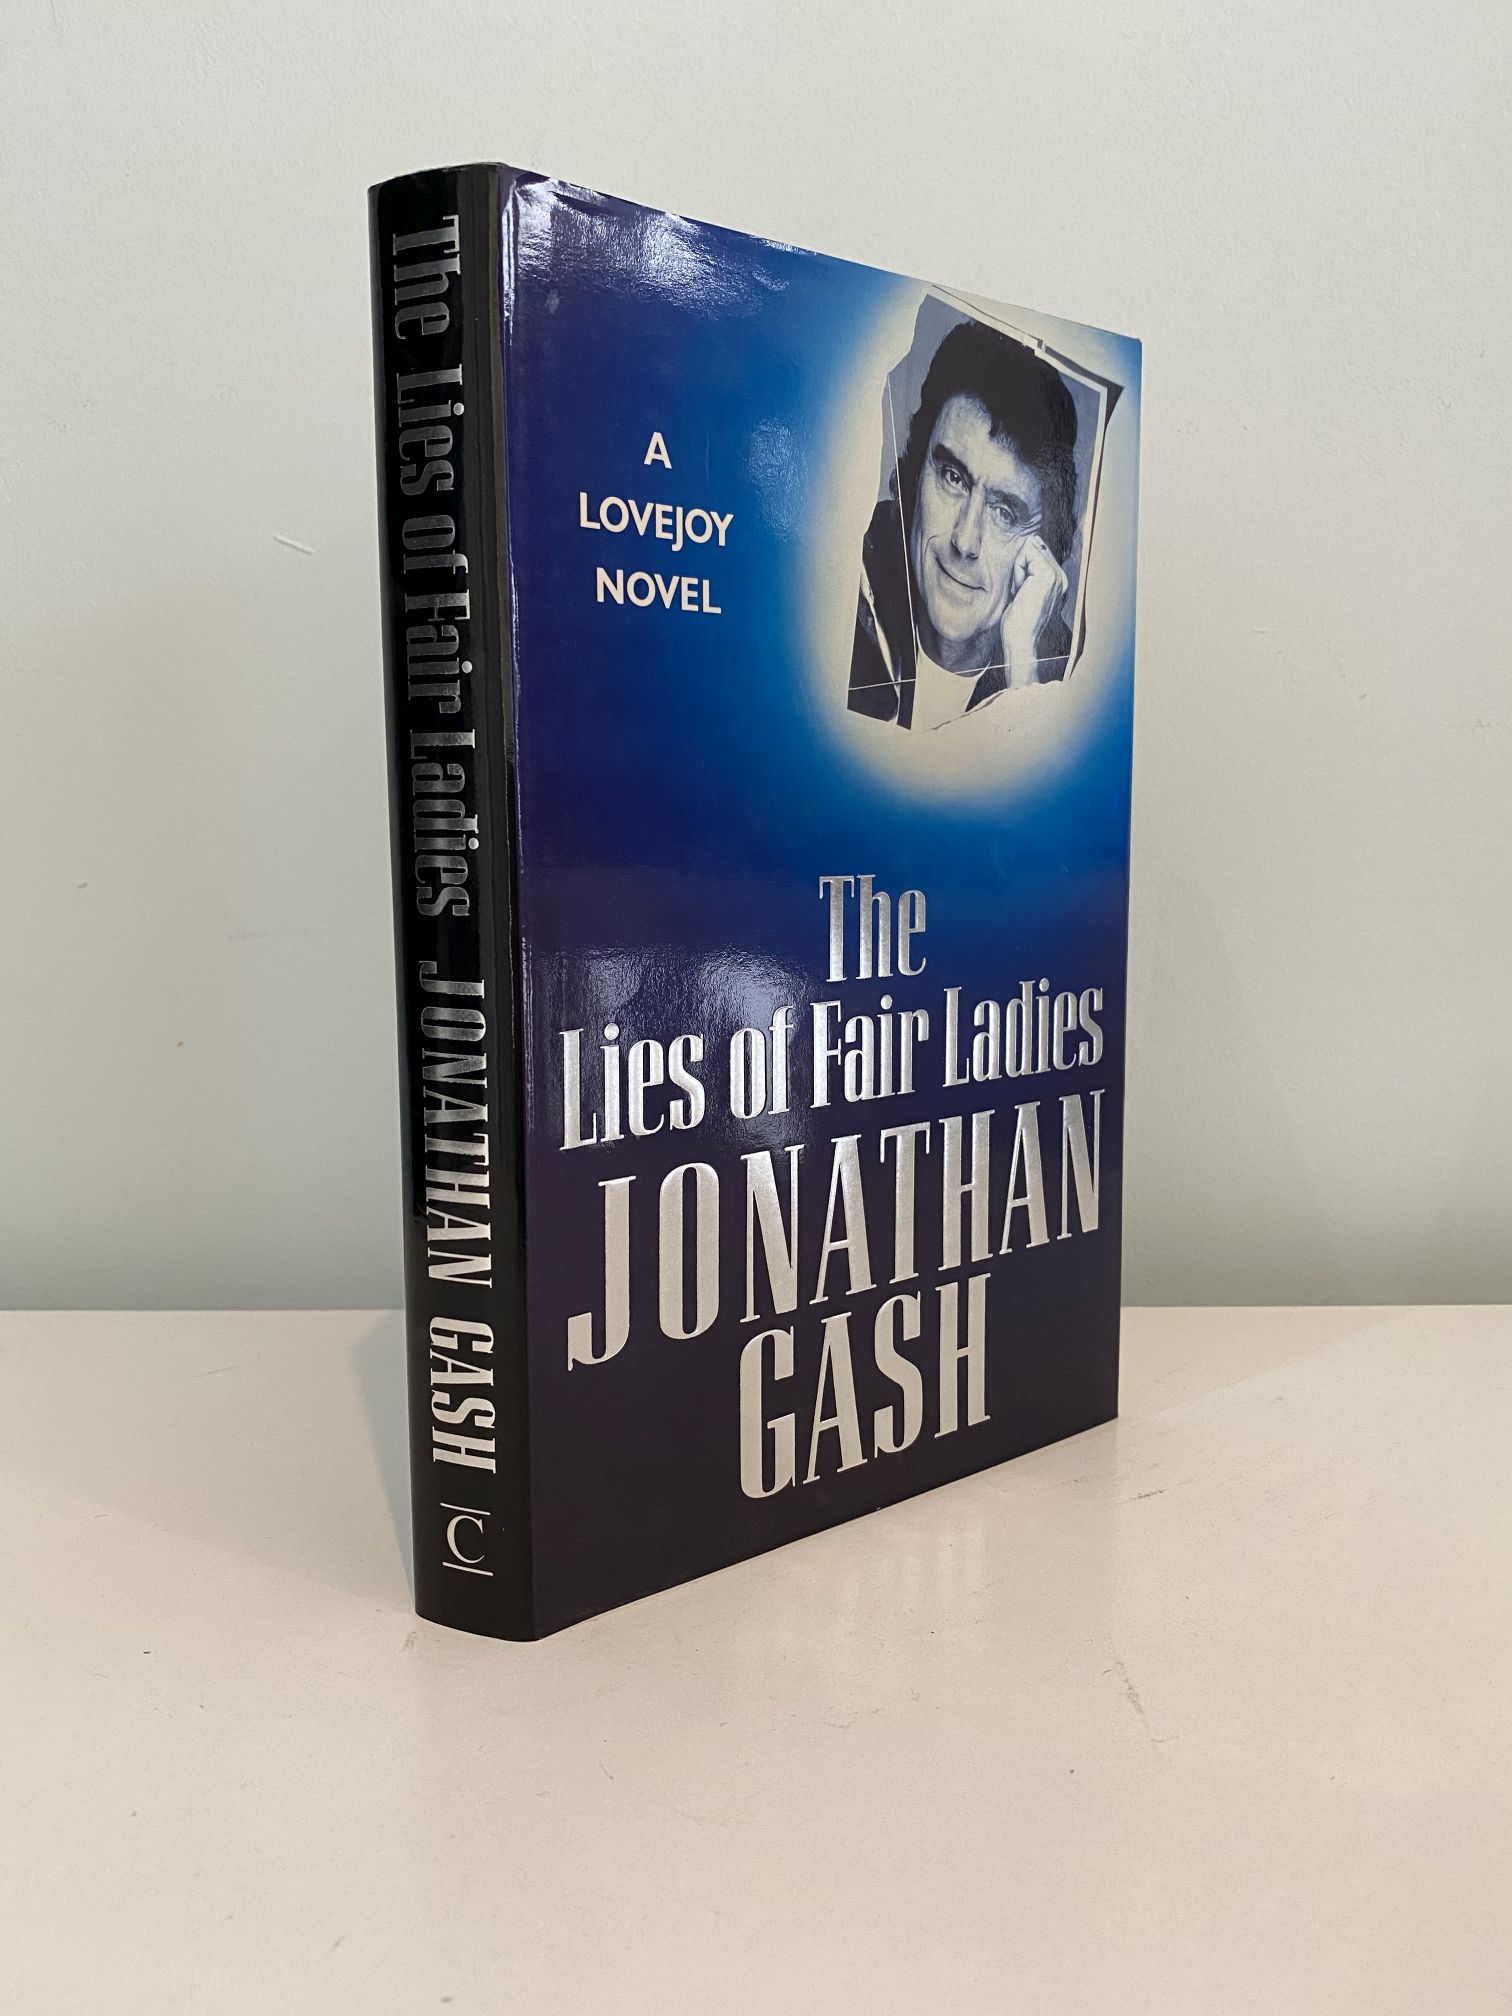 The Lies of Fair Ladies JONATHAN GASH
C
A
LOVEJOY
NOVEL
The
Lies of Fair Ladies
JONATHAN
GASH